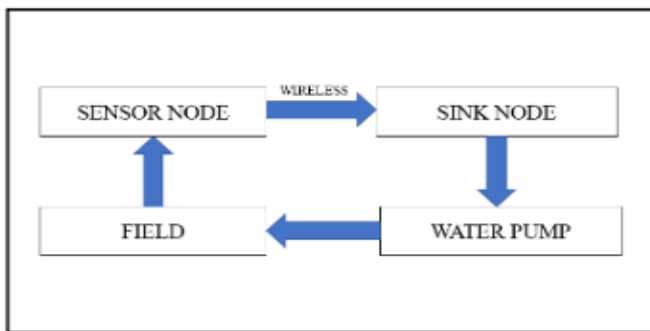 WIRELESS
SENSOR NODE
SINK NODE
FIELD
WATER PUMP